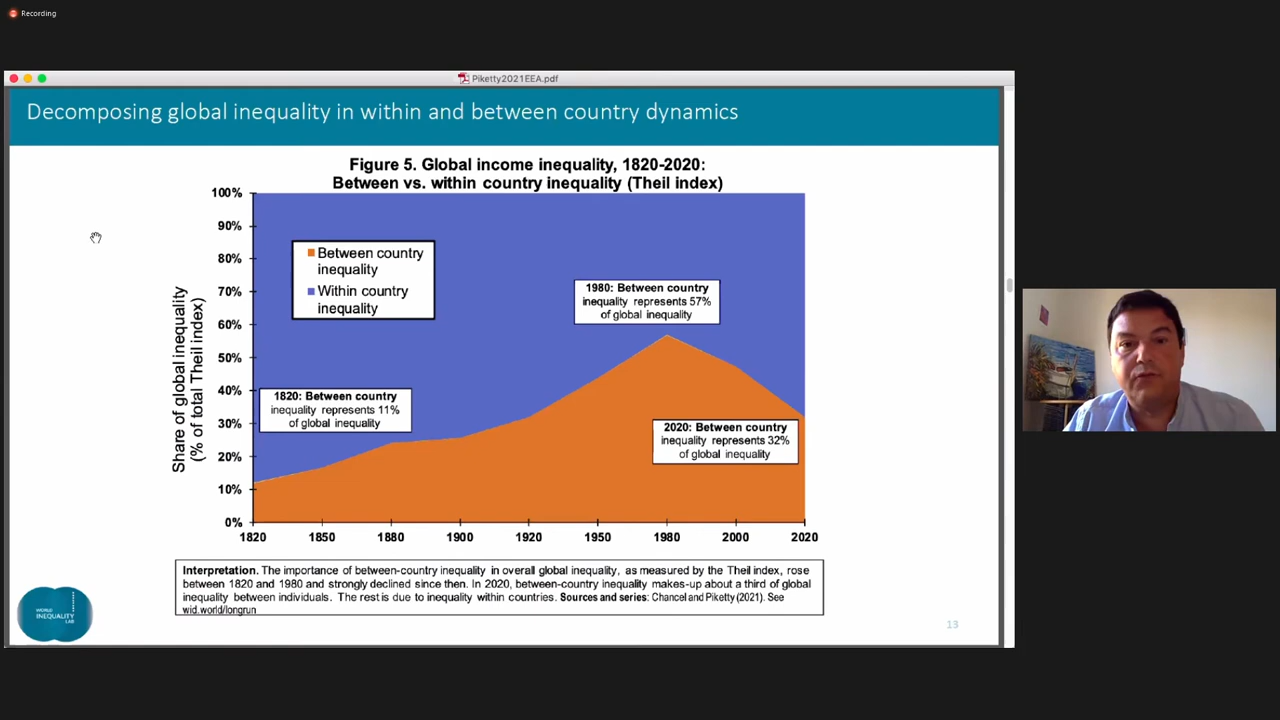 Recording
Piketty2021EEA.pdf
Decomposing global inequality in within and between country dynamics
Figure 5. Global income inequality, 1820-2020:
Between vs. within country inequality (Theil index)
Share of global inequality
(% of total Theil index)
100%
90%
80%
70%
60%
50%
40%
30%
20%
10%
0%
Between country
inequality
Within country
inequality
1820: Between country
inequality represents 11%
of global inequality
1980: Between country
inequality represents 57%
of global inequality
2020: Between country
inequality represents 32%
of global inequality
1820 1850 1880 1900 1920 1950 1980 2000 2020
Interpretation. The importance of between-country inequality in overall global inequality, as measured by the Theil index, rose
between 1820 and 1980 and strongly declined since then. In 2020, between-country inequality makes-up about a third of global
inequality between individuals. The rest is due to inequality within countries. Sources and series: Chancel and Piketty (2021). See
wid.world/longrun
WORLD
INEQUALITY
LAB
13